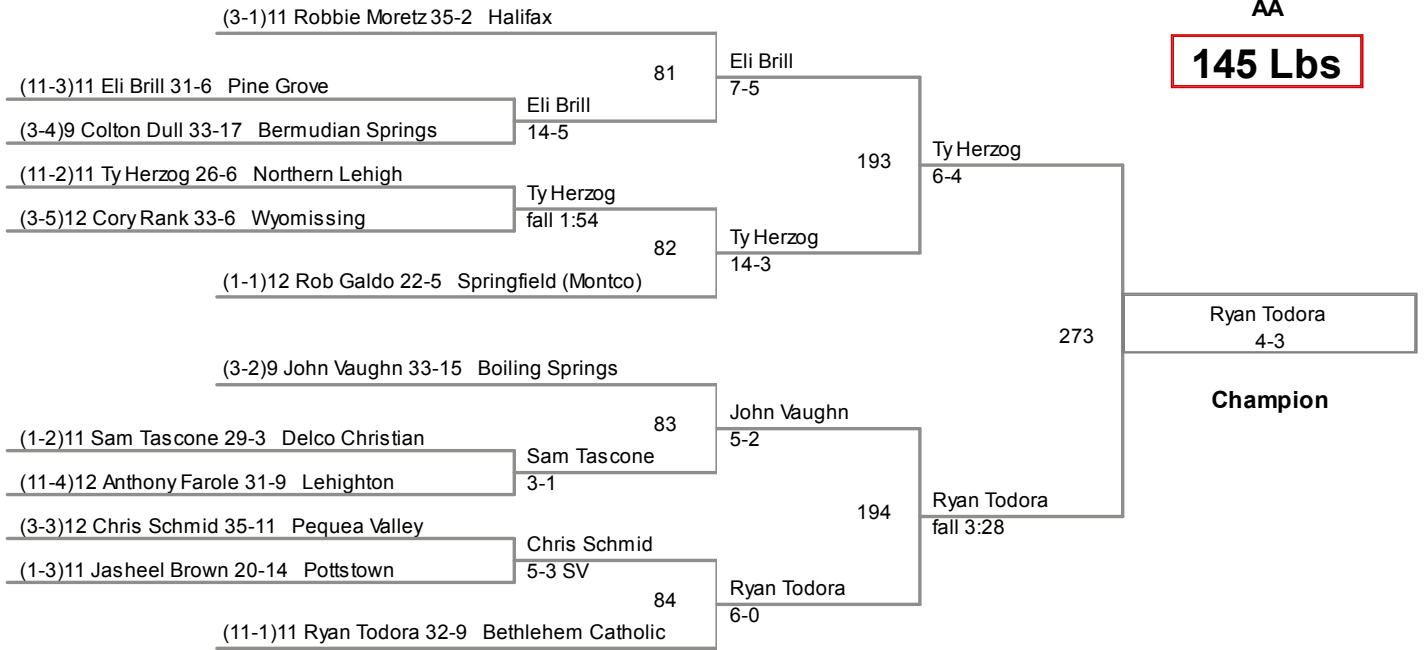 AA
145 Lbs
(3-1)11 Robbie Moretz 35-2 Halifax
81
Eli Brill
7-5
(11-3)11 Eli Brill 31-6 Pine Grove
Eli Brill
14-5
(3-4)9 Colton Dull 33-17 Bermudian Springs
193
Ty Herzog
6-4
(11-2)11 Ty Herzog 26-6 Northern Lehigh
Ty Herzog
fall 1:54
(3-5)12 Cory Rank 33-6 Wyomissing
82
Ty Herzog
14-3
(1-1)12 Rob Galdo 22-5 Springfield (Montco)
273
Ryan Todora
4-3
Champion
(3-2)9 John Vaughn 33-15 Boiling Springs
83
John Vaughn
5-2
(1-2)11 Sam Tascone 29-3 Delco Christian
Sam Tascone
3-1
(11-4)12 Anthony Farole 31-9 Lehighton
194
Ryan Todora
fall 3:28
(3-3)12 Chris Schmid 35-11 Pequea Valley
Chris Schmid
5-3 SV
(1-3)11 Jasheel Brown 20-14 Pottstown
84
Ryan Todora
6-0
(11-1)11 Ryan Todora 32-9 Bethlehem Catholic